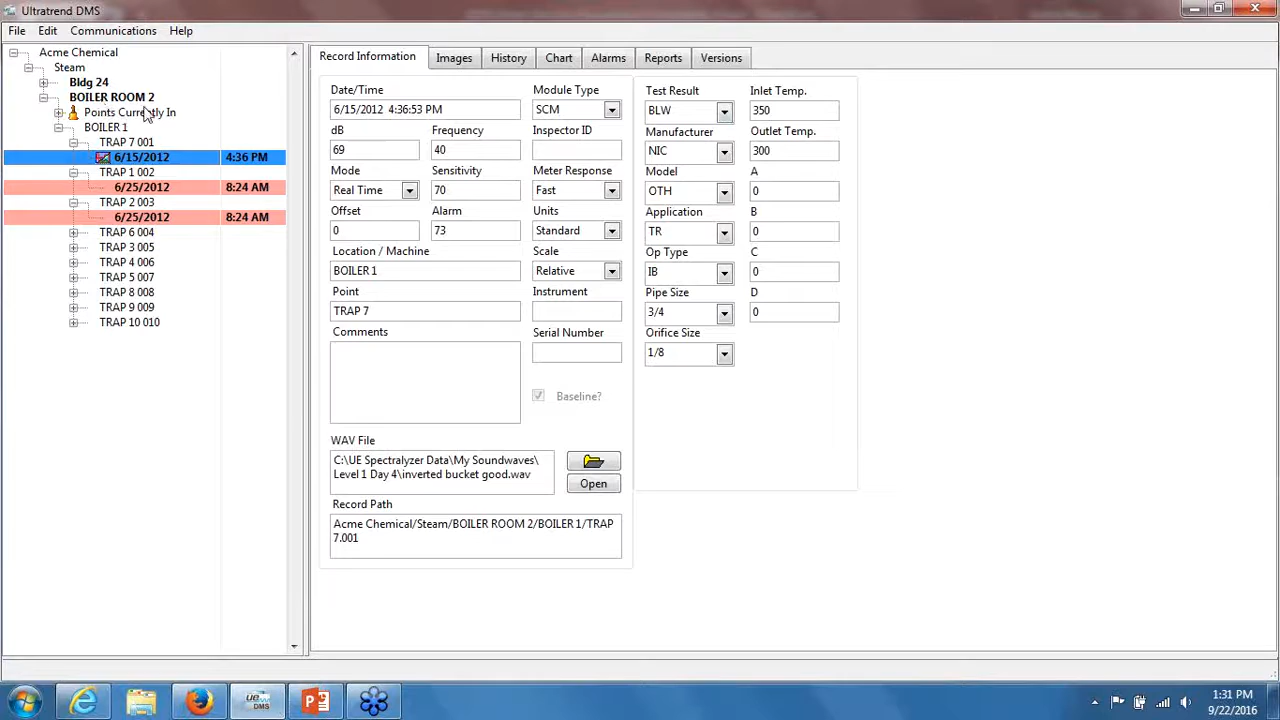 Ultratrend DMS
File Edit Communications Help
Acme Chemical
Steam
Bldg 24
BOILER ROOM 2
Points Currently In
BOILER 1
TRAP 7 001
6/15/2012 4:36 PM
TRAP 1 002
6/25/2012 8:24 AM
TRAP 2 003
6/25/2012 8:24 AM
TRAP 6 004
TRAP 3 005
TRAP 4 006
TRAP 5 007
TRAP 8 008
TRAP 9 009
TRAP 10 010
Record Information Images History Chart Alarms Reports Versions
Date/Time Module Type
6/15/2012 4:36:53 PM SCM
dB Frequency Inspector ID
69 40
Mode Sensitivity Meter Response
Real Time 70 Fast
Offset Alarm Units
0 73 Standard
Location / Machine Scale
BOILER 1 Relative
Point Instrument
TRAP 7
Comments Serial Number
Baseline?
WAV File
C:\UE Spectralyzer Data\My Soundwaves\
Level 1 Day 4\inverted bucket good.wav
Open
Record Path
Acme Chemical/Steam/BOILER ROOM 2/BOILER 1/TRAP
7.001
Test Result Inlet Temp.
BLW 350
Manufacturer Outlet Temp.
NIC 300
Model A
OTH 0
Application B
TR 0
Op Type C
IB 0
Pipe Size D
3/4 0
Orifice Size
1/8
ue DMS
1:31 PM
9/22/2016